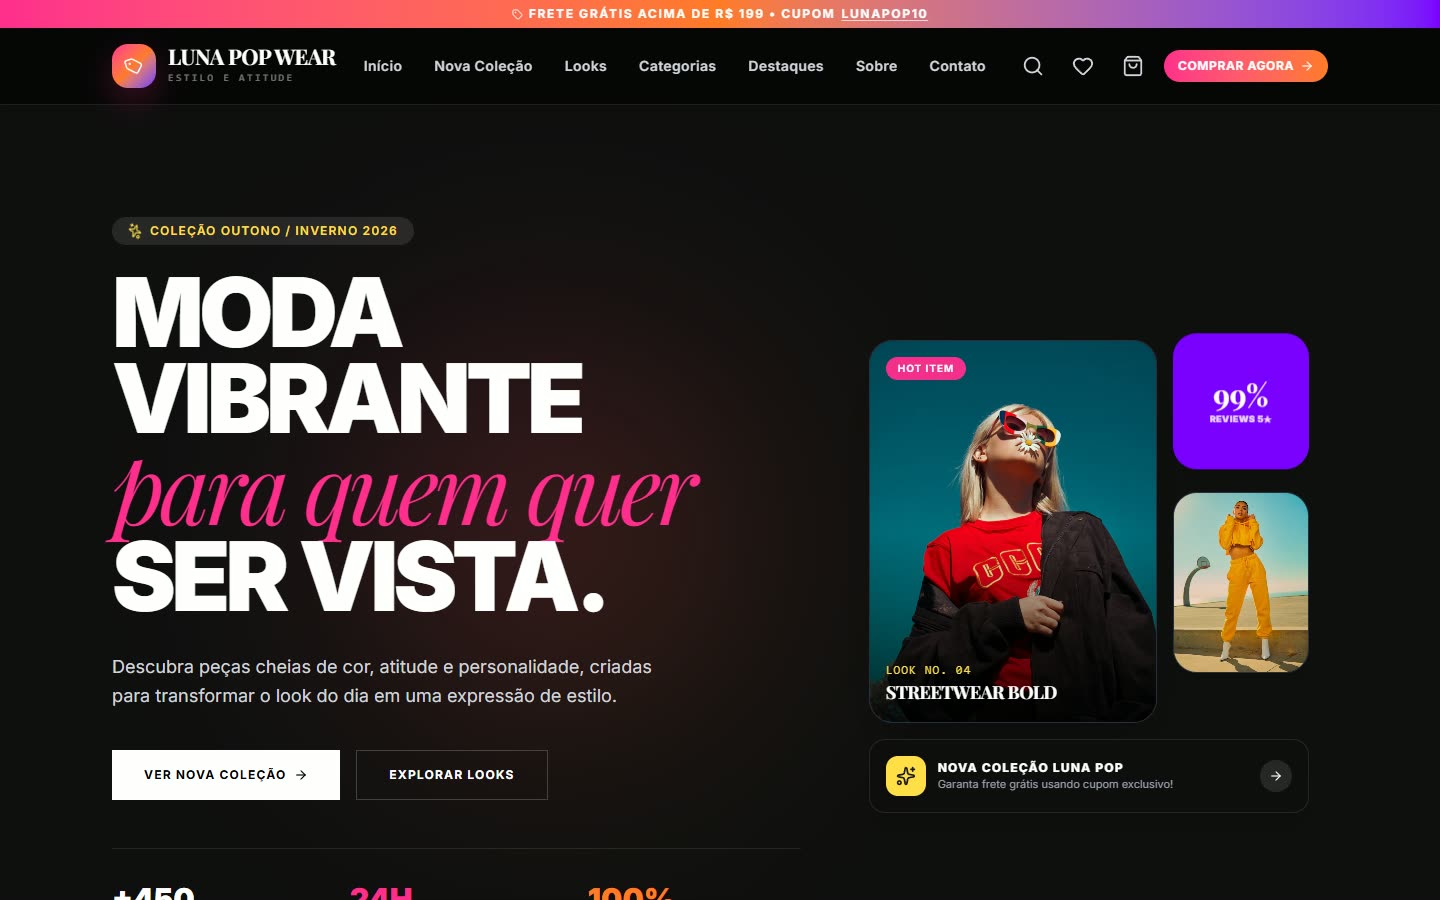 FRETE GRÁTIS ACIMA DE R$ 199 • CUPOM LUNAPOP10
LUNA POP WEAR
ESTILO E ATITUDE
Início
Nova Coleção
Looks
Categorias
Destaques
Sobre
Contato
COMPRAR AGORA
COLEÇÃO OUTONO / INVERNO 2026
MODA
VIBRANTE
para quem quer
SER VISTA.
Descubra peças cheias de cor, atitude e personalidade, criadas
para transformar o look do dia em uma expressão de estilo.
VER NOVA COLEÇÃO
EXPLORAR LOOKS
+450
24H
100%
HOT ITEM
LOOK NO. 04
STREETWEAR BOLD
99%
REVIEWS 5★
NOVA COLEÇÃO LUNA POP
Garanta frete grátis usando cupom exclusivo!